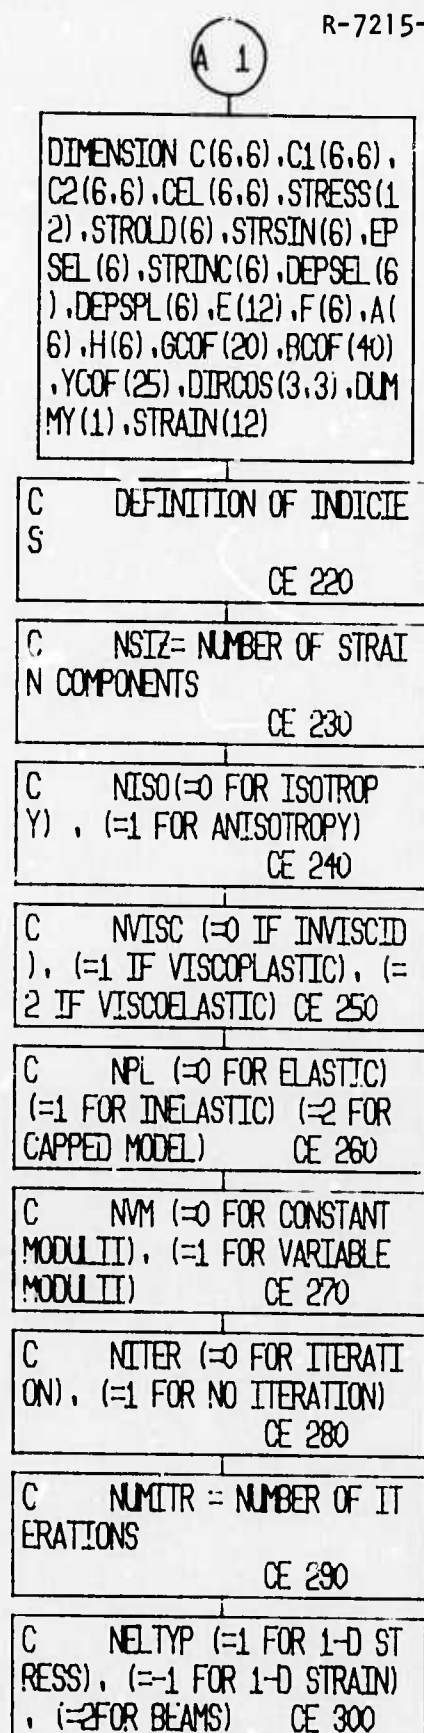 R-7215-
A 1
DIMENSION C(6,6),C1(6,6),
C2(6,6),CEL(6,6),STRESS(1
2),STROLD(6),STRSIN(6),EP
SEL(6),STRINC(6),DEPSEL(6
),DEPSPL(6),E(12),F(6),A(
6),H(6),GCOF(20),RCOF(40)
,YCOF(25),DIRCOS(3,3),DUM
MY(1),STRAIN(12)
C DEFINITION OF INDICIE
S
CE 220
C NSIZ= NUMBER OF STRAI
N COMPONENTS
CE 230
C NISO(=0 FOR ISOTROP
Y) , (=1 FOR ANISOTROPY)
CE 240
C NVISC (=0 IF INVISCID
), (=1 IF VISCOPLASTIC), (=
2 IF VISCOELASTIC) CE 250
C NPL (=0 FOR ELASTIC)
(=1 FOR INELASTIC) (=2 FOR
CAPPED MODEL) CE 260
C NVM (=0 FOR CONSTANT
MODULII), (=1 FOR VARIABLE
MODULII) CE 270
C NITER (=0 FOR ITERATI
ON), (=1 FOR NO ITERATION)
CE 280
C NUMITR = NUMBER OF IT
ERATIONS
CE 290
C NELTYP (=1 FOR 1-D ST
RESS), (=-1 FOR 1-D STRAIN)
, (=2FOR BEAMS) CE 300